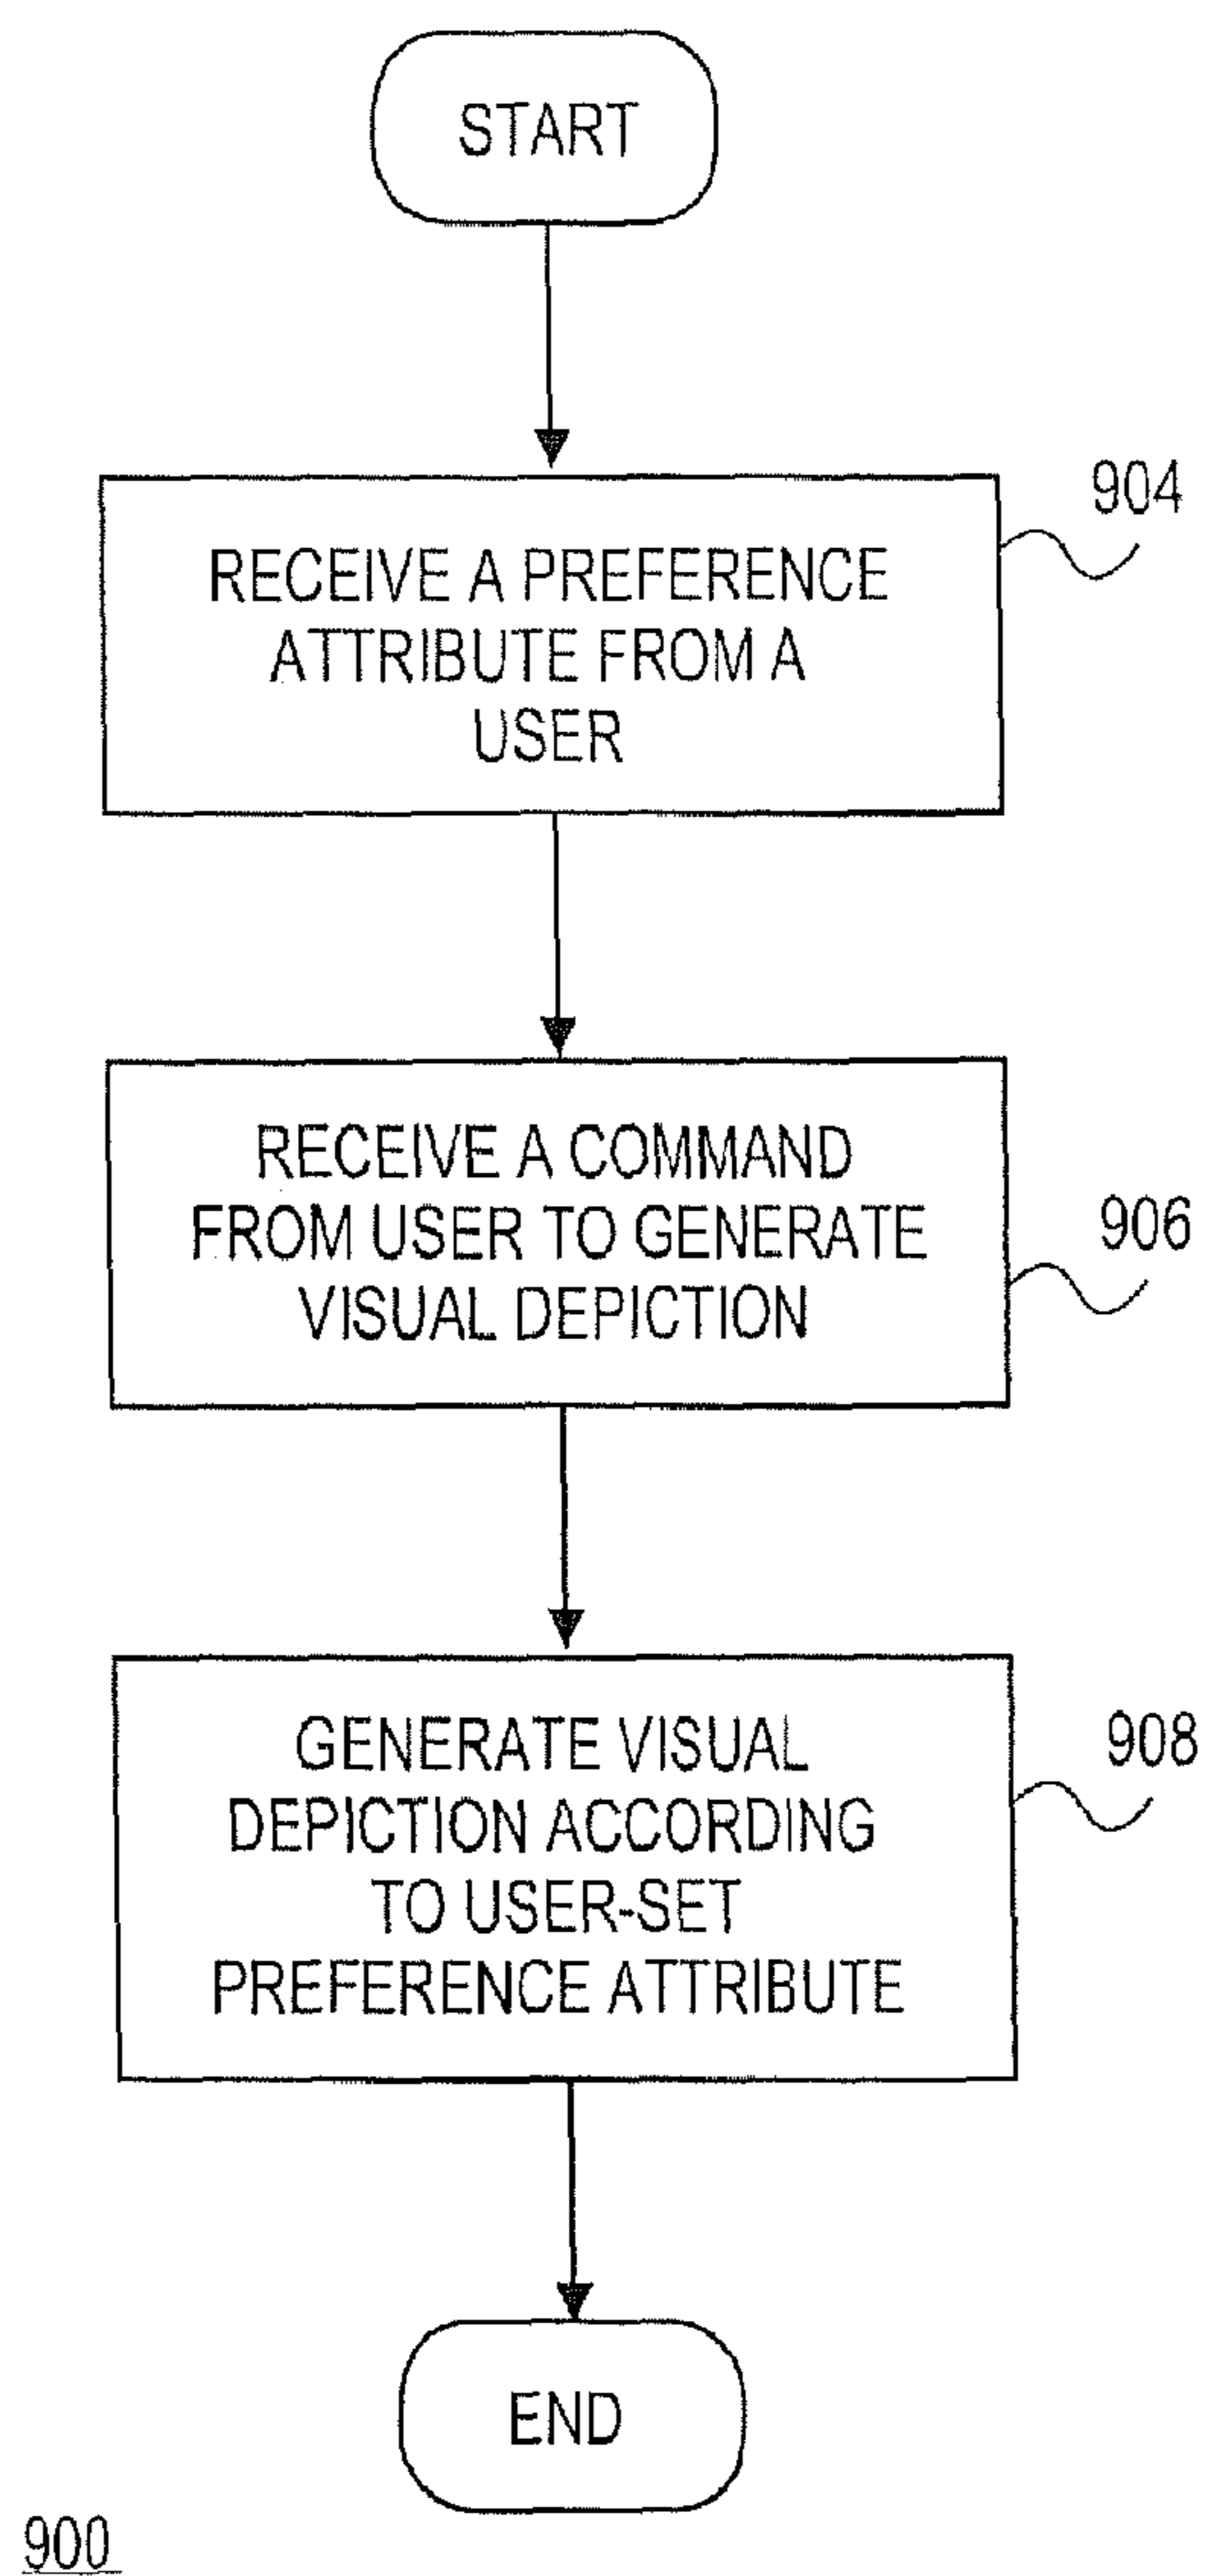 START
904
RECEIVE A PREFERENCE
ATTRIBUTE FROM A
USER
RECEIVE A COMMAND
FROM USER TO GENERATE
VISUAL DEPICTION
906
GENERATE VISUAL
DEPICTION ACCORDING
TO USER-SET
PREFERENCE ATTRIBUTE
908
END
900